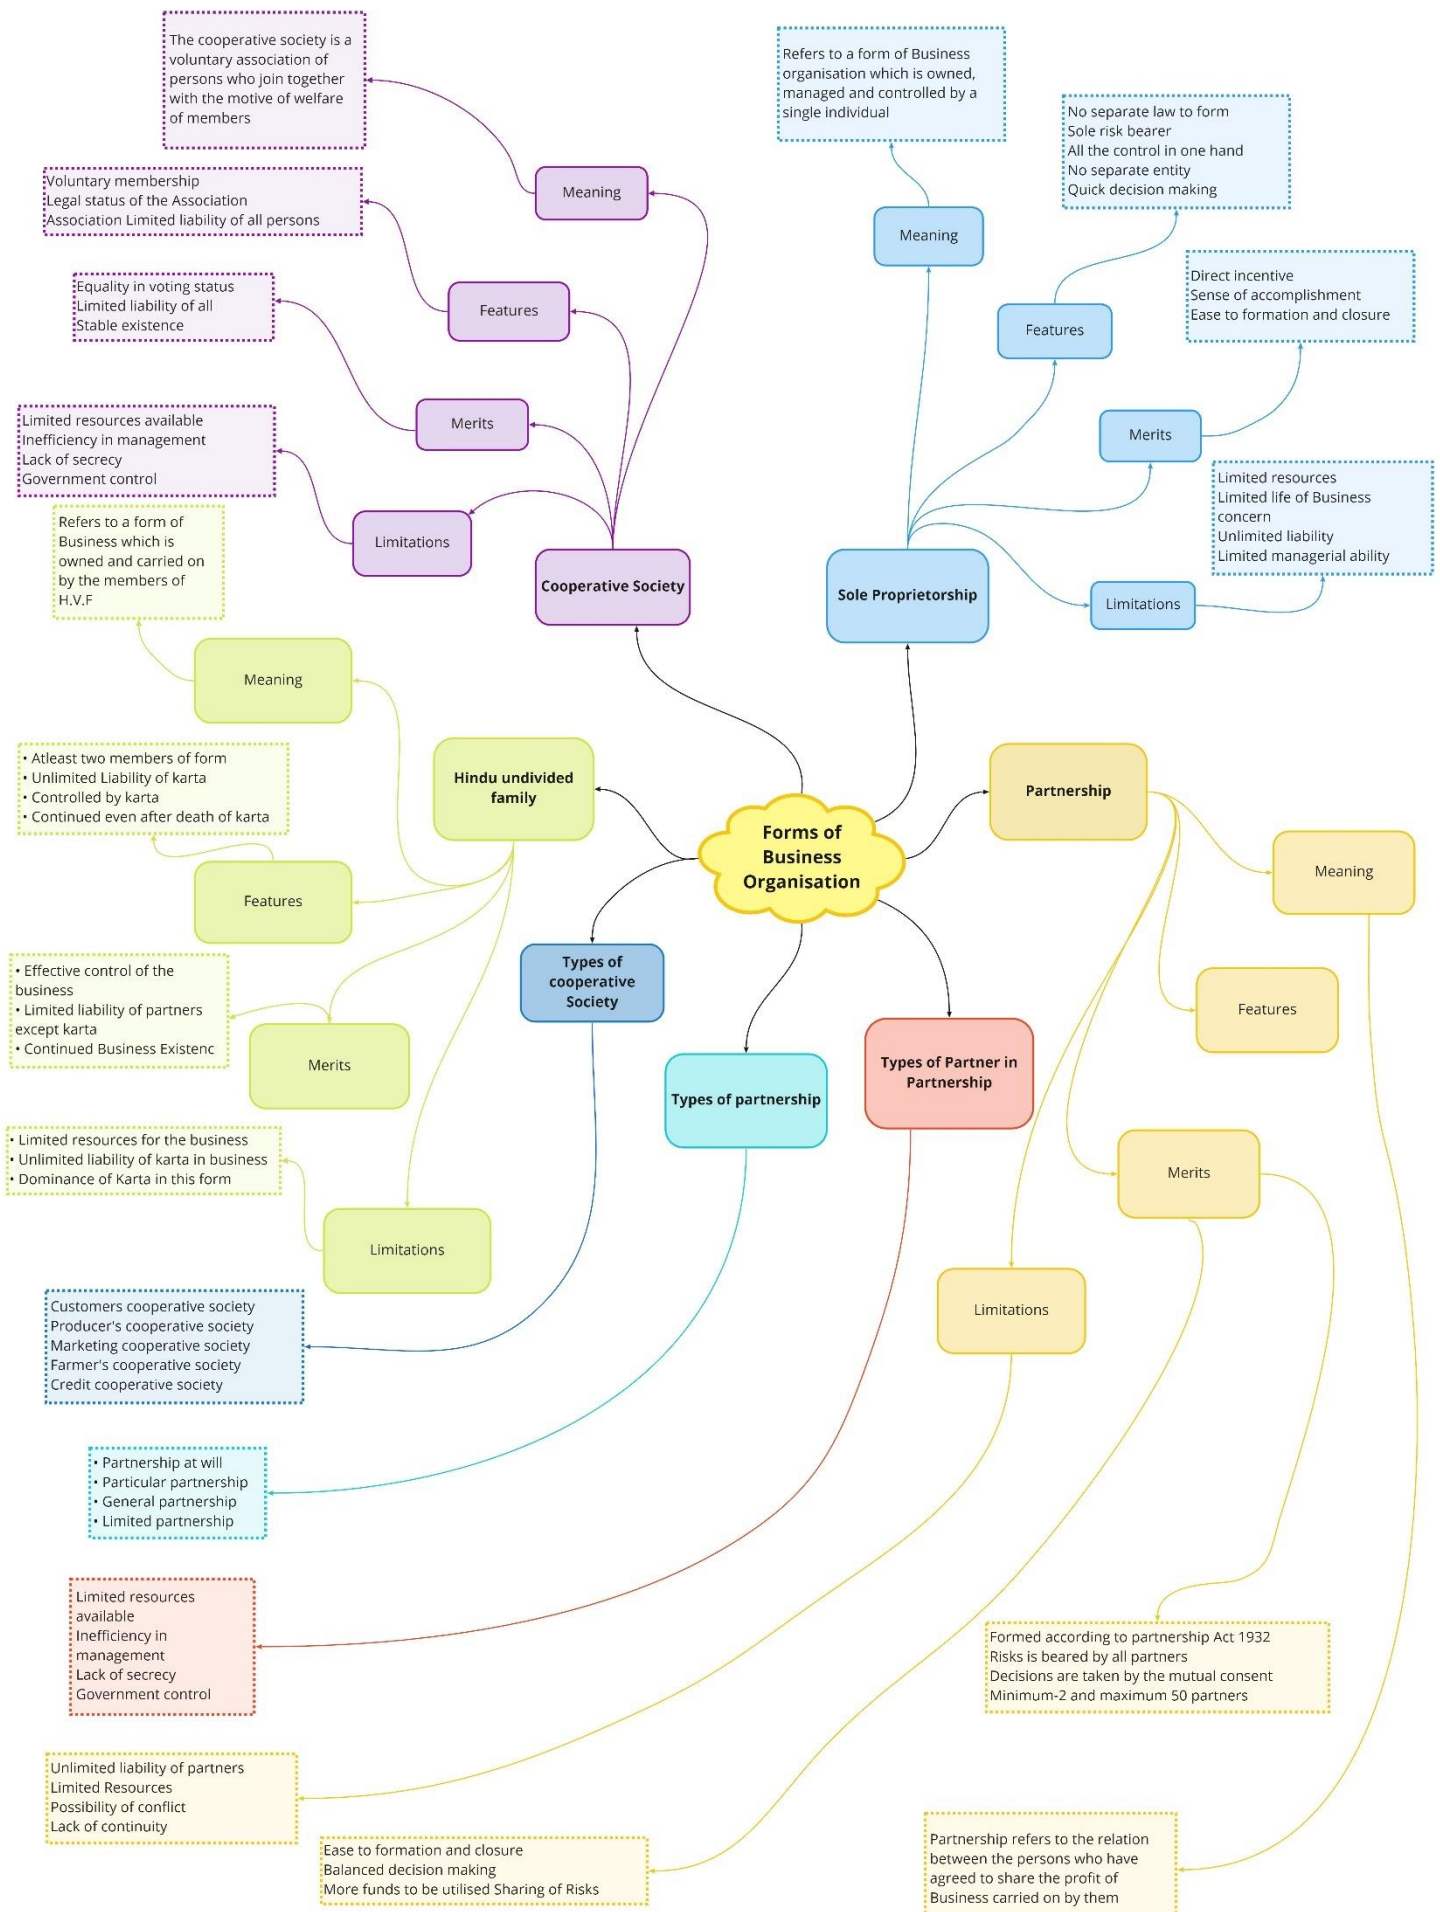 The cooperative society is a
voluntary association of
persons who join together
with the motive of welfare
of members
Meaning
Voluntary membership
Legal status of the Association
Association Limited liability of all persons
Features
Equality in voting status
Limited liability of all
Stable existence
Merits
Limited resources available
Inefficiency in management
Lack of secrecy
Government control
Limitations
Cooperative Society
Refers to a form of Business
organisation which is owned,
managed and controlled by a
single individual
Meaning
No separate law to form
Sole risk bearer
All the control in one hand
No separate entity
Quick decision making
Features
Direct incentive
Sense of accomplishment
Ease to formation and closure
Merits
Limited resources
Limited life of Business
concern
Unlimited liability
Limited managerial ability
Limitations
Sole Proprietorship
Refers to a form of
Business which is
owned and carried on
by the members of
H.V.F
Meaning
• Atleast two members of form
• Unlimited Liability of karta
• Controlled by karta
• Continued even after death of karta
Features
• Effective control of the
business
• Limited liability of partners
except karta
• Continued Business Existenc
Merits
• Limited resources for the business
• Unlimited liability of karta in business
• Dominance of Karta in this form
Limitations
Hindu undivided
family
Forms of
Business
Organisation
Partnership
Meaning
Features
Merits
Limitations
Types of
cooperative
Society
Types of partnership
Types of Partner in
Partnership
Customers cooperative society
Producer's cooperative society
Marketing cooperative society
Farmer's cooperative society
Credit cooperative society
• Partnership at will
• Particular partnership
• General partnership
• Limited partnership
Limited resources
available
Inefficiency in
management
Lack of secrecy
Government control
Formed according to partnership Act 1932
Risks is beared by all partners
Decisions are taken by the mutual consent
Minimum-2 and maximum 50 partners
Unlimited liability of partners
Limited Resources
Possibility of conflict
Lack of continuity
Ease to formation and closure
Balanced decision making
More funds to be utilised Sharing of Risks
Partnership refers to the relation
between the persons who have
agreed to share the profit of
Business carried on by them